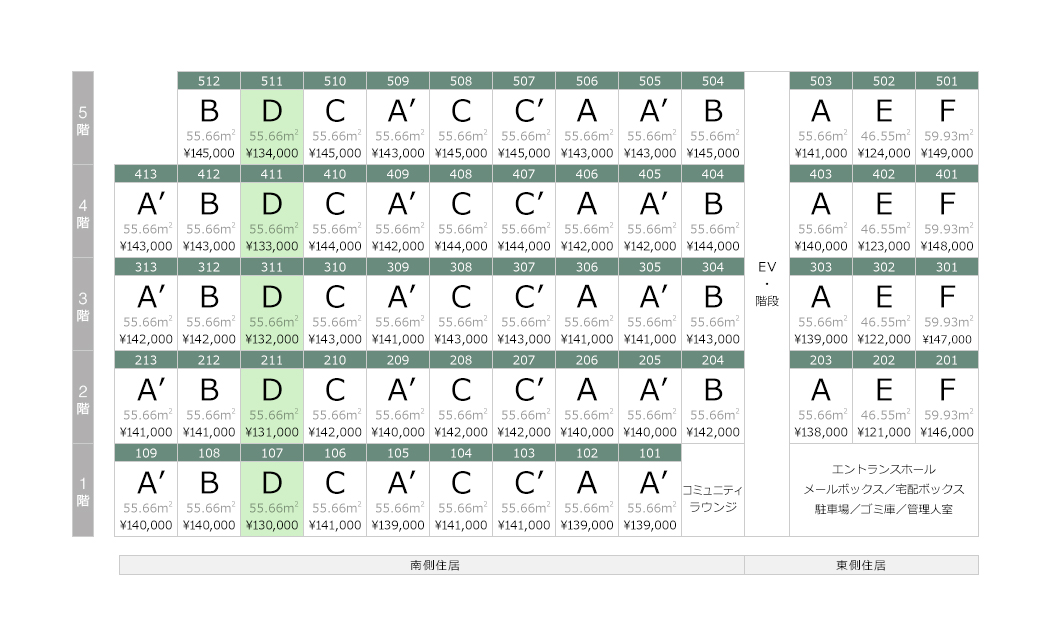 5階
512 511 510 509 508 507 506 505 504 503 502 501
B D C A′ C C′ A A′ B A E F
55.66m² 55.66m² 55.66m² 55.66m² 55.66m² 55.66m² 55.66m² 55.66m² 55.66m² 55.66m² 46.55m² 59.93m²
¥145,000 ¥134,000 ¥145,000 ¥143,000 ¥145,000 ¥145,000 ¥143,000 ¥143,000 ¥145,000 ¥141,000 ¥124,000 ¥149,000
4階
413 412 411 410 409 408 407 406 405 404 403 402 401
A′ B D C A′ C C′ A A′ B A E F
55.66m² 55.66m² 55.66m² 55.66m² 55.66m² 55.66m² 55.66m² 55.66m² 55.66m² 55.66m² 55.66m² 46.55m² 59.93m²
¥143,000 ¥143,000 ¥133,000 ¥144,000 ¥142,000 ¥144,000 ¥144,000 ¥142,000 ¥142,000 ¥144,000 ¥140,000 ¥123,000 ¥148,000
3階
313 312 311 310 309 308 307 306 305 304 303 302 301
A′ B D C A′ C C′ A A′ B A E F
55.66m² 55.66m² 55.66m² 55.66m² 55.66m² 55.66m² 55.66m² 55.66m² 55.66m² 55.66m² 55.66m² 46.55m² 59.93m²
¥142,000 ¥142,000 ¥132,000 ¥143,000 ¥141,000 ¥143,000 ¥143,000 ¥141,000 ¥141,000 ¥143,000 ¥139,000 ¥122,000 ¥147,000
EV
・
階段
2階
213 212 211 210 209 208 207 206 205 204 203 202 201
A′ B D C A′ C C′ A A′ B A E F
55.66m² 55.66m² 55.66m² 55.66m² 55.66m² 55.66m² 55.66m² 55.66m² 55.66m² 55.66m² 55.66m² 46.55m² 59.93m²
¥141,000 ¥141,000 ¥131,000 ¥142,000 ¥140,000 ¥142,000 ¥142,000 ¥140,000 ¥140,000 ¥142,000 ¥138,000 ¥121,000 ¥146,000
1階
109 108 107 106 105 104 103 102 101
A′ B D C A′ C C′ A A′
55.66m² 55.66m² 55.66m² 55.66m² 55.66m² 55.66m² 55.66m² 55.66m² 55.66m²
¥140,000 ¥140,000 ¥130,000 ¥141,000 ¥139,000 ¥141,000 ¥141,000 ¥139,000 ¥139,000
コミュニティ
ラウンジ
エントランスホール
メールボックス／宅配ボックス
駐車場／ゴミ庫／管理人室
南側住居 東側住居